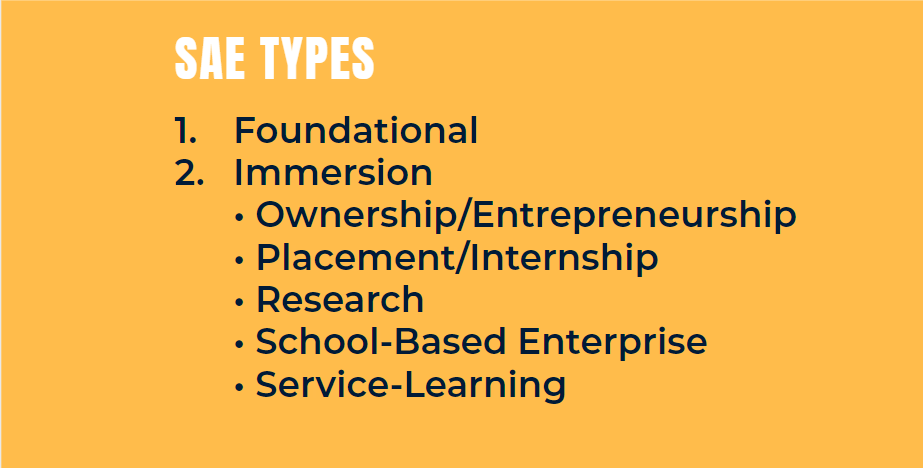 SAE TYPES
1. Foundational
2. Immersion
• Ownership/Entrepreneurship
• Placement/Internship
• Research
• School-Based Enterprise
• Service-Learning